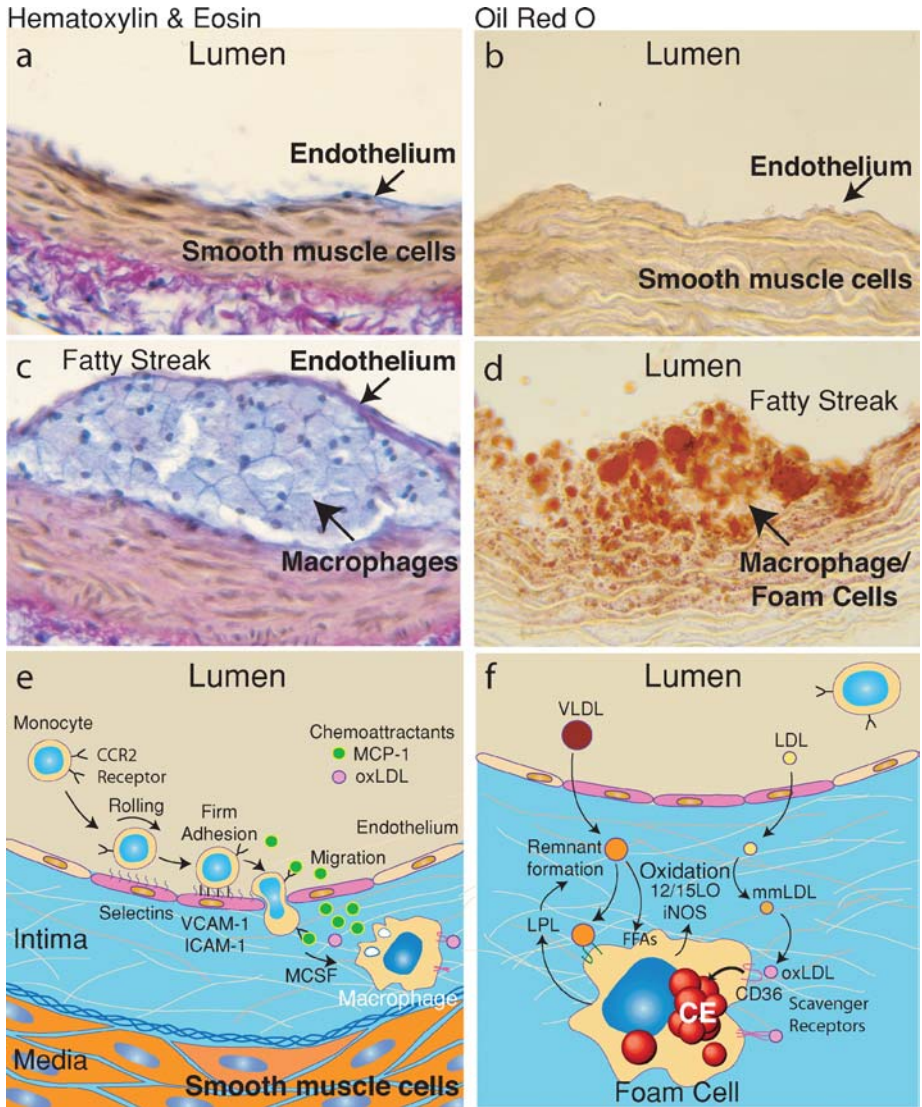 Hematoxylin & Eosin
Oil Red O
a
Lumen
Endothelium
Smooth muscle cells
b
Lumen
Endothelium
Smooth muscle cells
c
Fatty Streak
Endothelium
Macrophages
d
Lumen
Fatty Streak
Macrophage/
Foam Cells
e
Lumen
Monocyte
CCR2
Receptor
Chemoattractants
MCP-1
oxLDL
Rolling
Firm
Adhesion
Endothelium
Migration
Selectins
VCAM-1
ICAM-1
Intima
MCSF
Macrophage
Media
Smooth muscle cells
f
Lumen
VLDL
LDL
Remnant
formation
Oxidation
12/15LO
iNOS
mmLDL
LPL
FFAs
oxLDL
CD36
CE
Scavenger
Receptors
Foam Cell